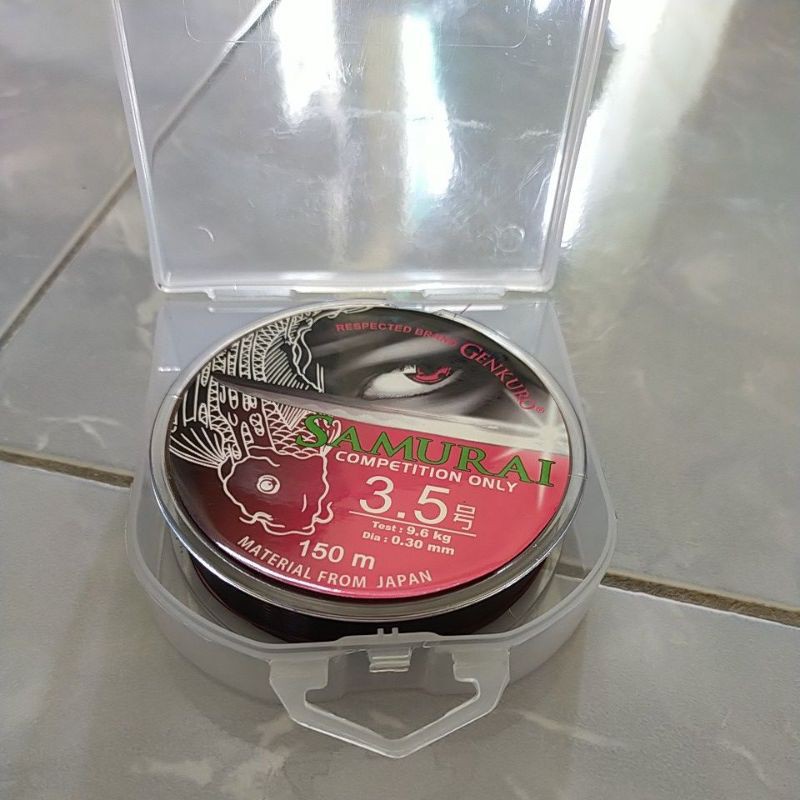 RESPECTED BRAND GENKURO®
SAMURAI
COMPETITION ONLY
3.5号
Test : 9.6 kg
Dia : 0.30 mm
150 m
MATERIAL FROM JAPAN